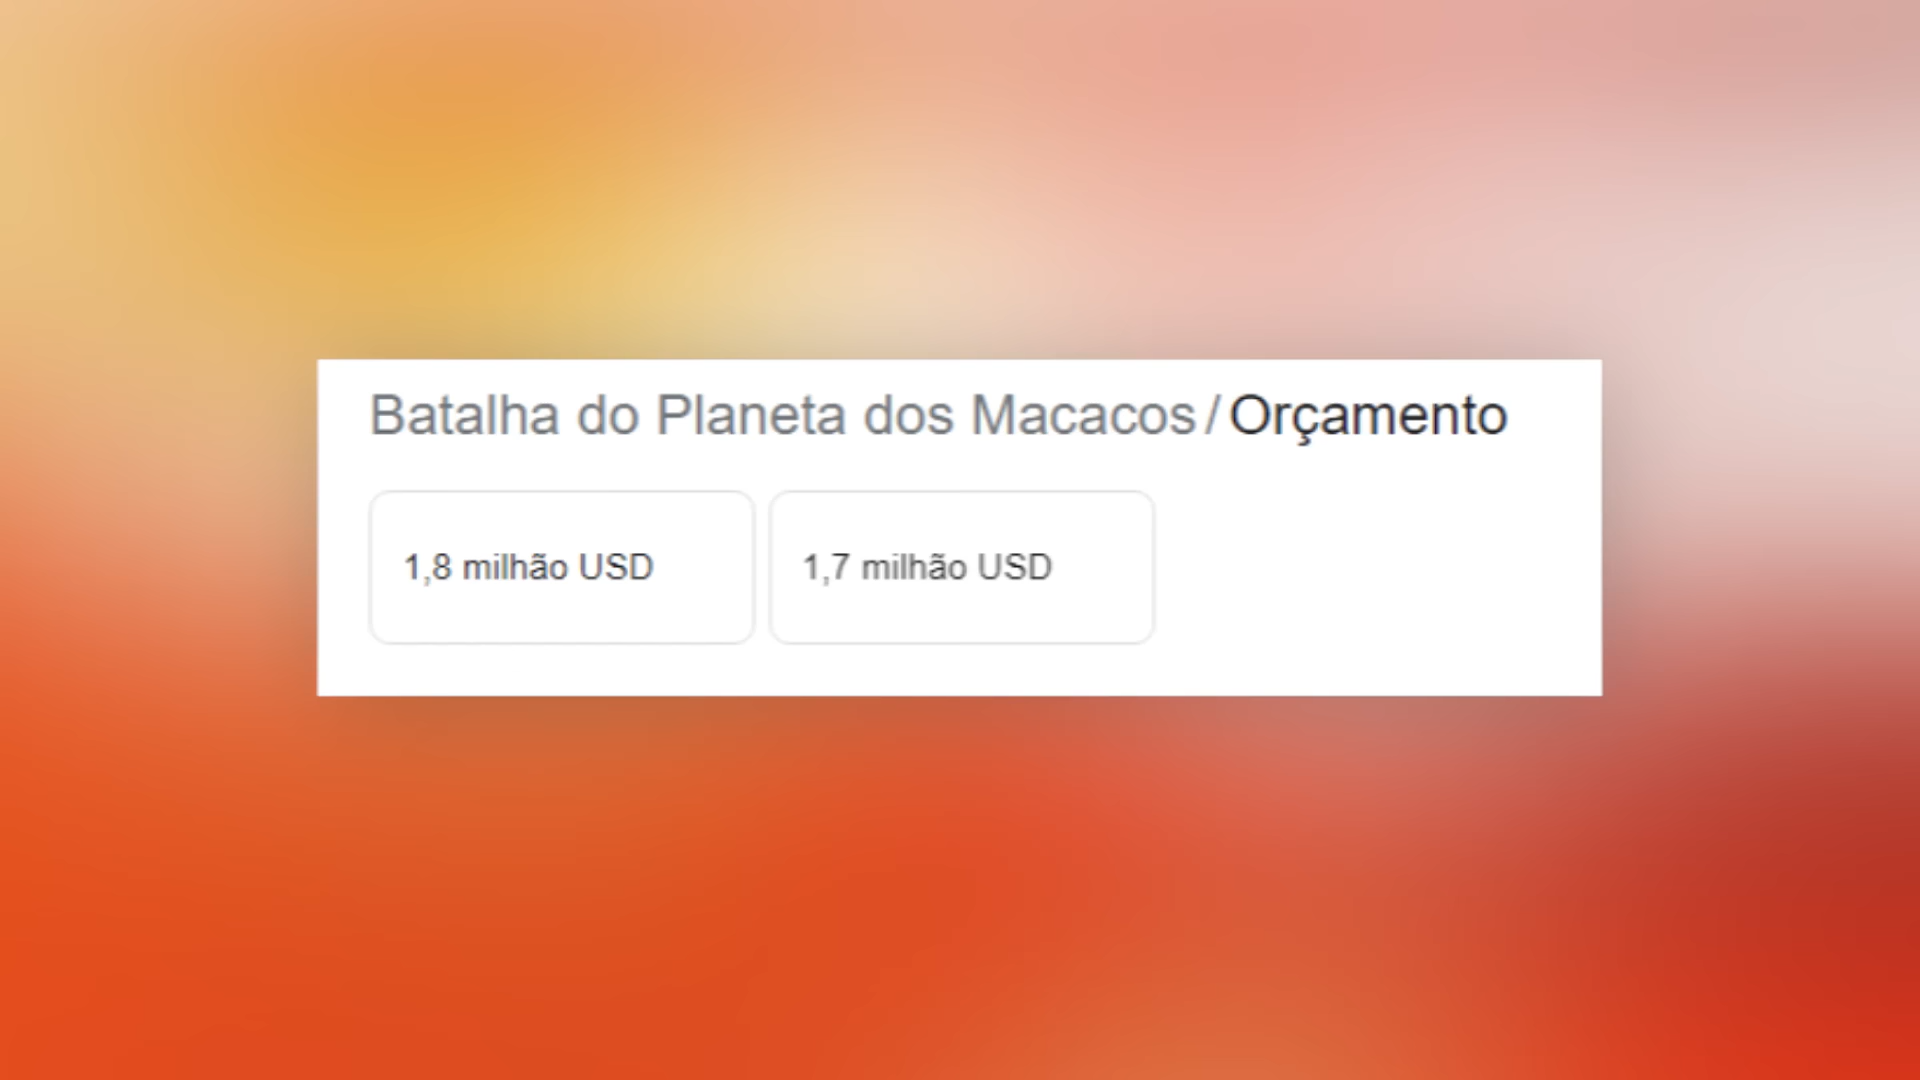 Batalha do Planeta dos Macacos / Orçamento
1,8 milhão USD
1,7 milhão USD